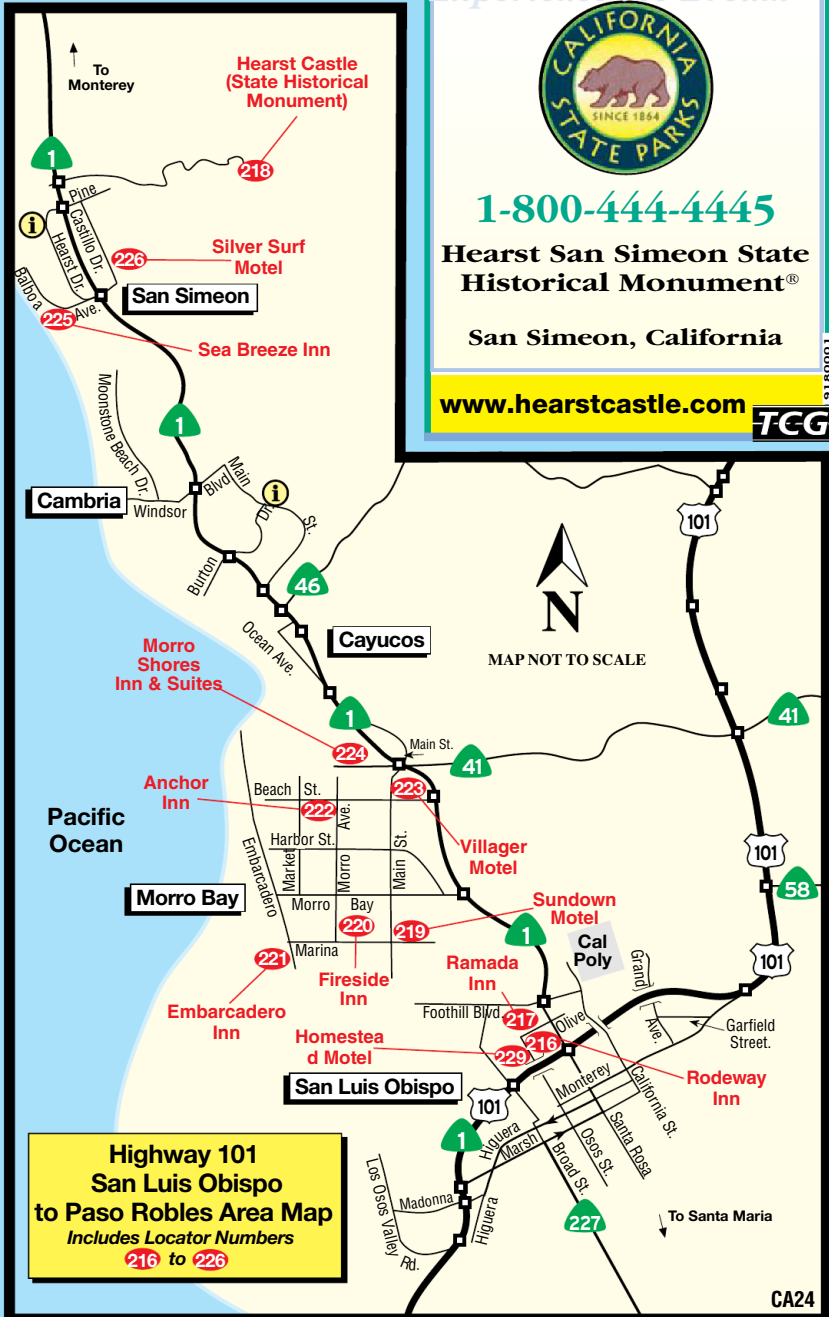 CALIFORNIA
STATE PARKS
SINCE 1864
1-800-444-4445
Hearst San Simeon State
Historical Monument®
San Simeon, California
www.hearstcastle.com
TCG
To
Monterey
Hearst Castle
(State Historical
Monument)
1
218
Pine
i
Castillo Dr.
Hearst Dr.
226
Silver Surf
Motel
San Simeon
Balboa Ave.
225
Sea Breeze Inn
1
Moonstone Beach Dr.
Main St.
i
Blvd
Cambria
Windsor
Dr.
Burton
46
101
N
MAP NOT TO SCALE
Ocean Ave.
Cayucos
Morro
Shores
Inn & Suites
1
41
224
Main St.
41
Anchor
Inn
Beach St.
223
222
Pacific
Ocean
Harbor St.
Villager
Motel
Embarcadero
Market
Morro Ave.
Main St.
101
58
Morro Bay
Morro Bay
Sundown
Motel
220
219
1
Cal
Poly
101
Marina
221
Fireside
Inn
Ramada
Inn
Grand Ave.
Embarcadero
Inn
Foothill Blvd.
217
Olive
Garfield
Street.
Homestea
d Motel
229
216
San Luis Obispo
Monterey
California St.
Rodeway
Inn
101
1
Higuera
Marsh
Broad St.
Osos St.
Santa Rosa
Highway 101
San Luis Obispo
to Paso Robles Area Map
Includes Locator Numbers
216 to 226
Los Osos Valley Rd.
Madonna
Higuera
227
To Santa Maria
CA24